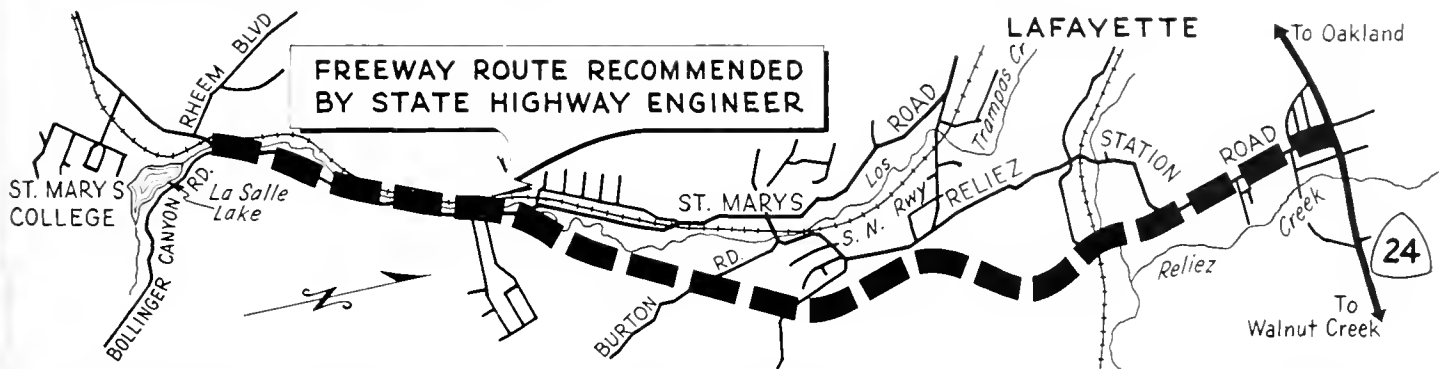 LAFAYETTE
To Oakland
RHEEM BLVD
FREEWAY ROUTE RECOMMENDED
BY STATE HIGHWAY ENGINEER
ROAD
Los
Trampas Cr.
STATION
ROAD
ST. MARYS
COLLEGE
RD.
La Salle
Lake
ST. MARYS
S. N. RWY
RELIEZ
Creek
BOLLINGER CANYON
N
RD.
BURTON
Reliez
24
To
Walnut Creek